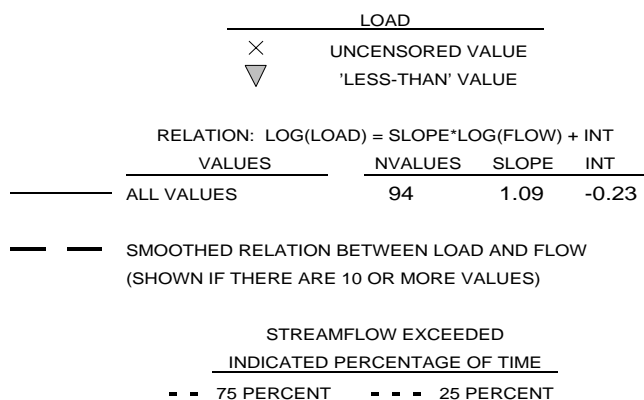 LOAD
UNCENSORED VALUE
'LESS-THAN' VALUE
RELATION: LOG(LOAD) = SLOPE*LOG(FLOW) + INT
VALUES NVALUES SLOPE INT
ALL VALUES 94 1.09 -0.23
SMOOTHED RELATION BETWEEN LOAD AND FLOW
(SHOWN IF THERE ARE 10 OR MORE VALUES)
STREAMFLOW EXCEEDED
INDICATED PERCENTAGE OF TIME
75 PERCENT 25 PERCENT